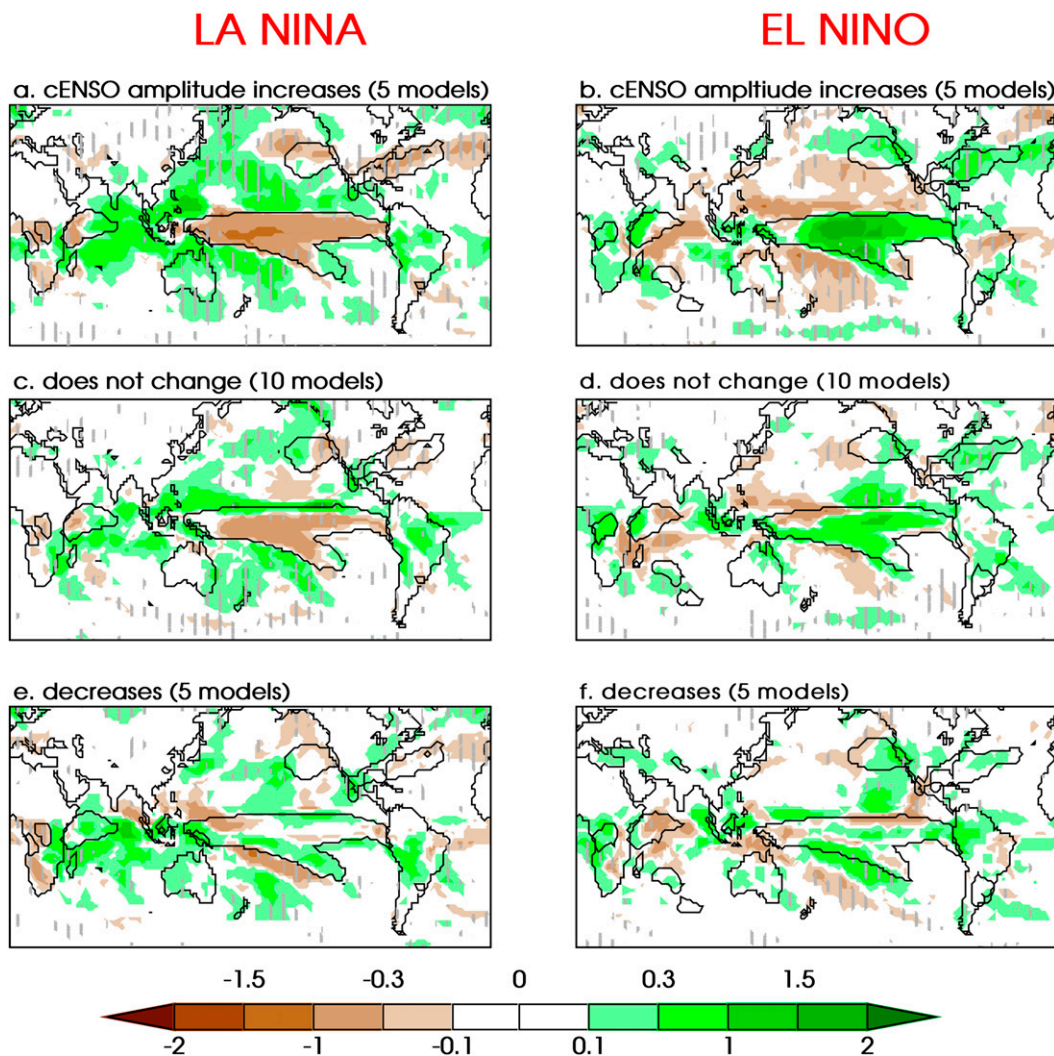 LA NINA
EL NINO
a. cENSO amplitude increases (5 models)
b. cENSO ampltiude increases (5 models)
c. does not change (10 models)
d. does not change (10 models)
e. decreases (5 models)
f. decreases (5 models)
-1.5 -0.3 0 0.3 1.5
-2 -1 -0.1 0.1 1 2